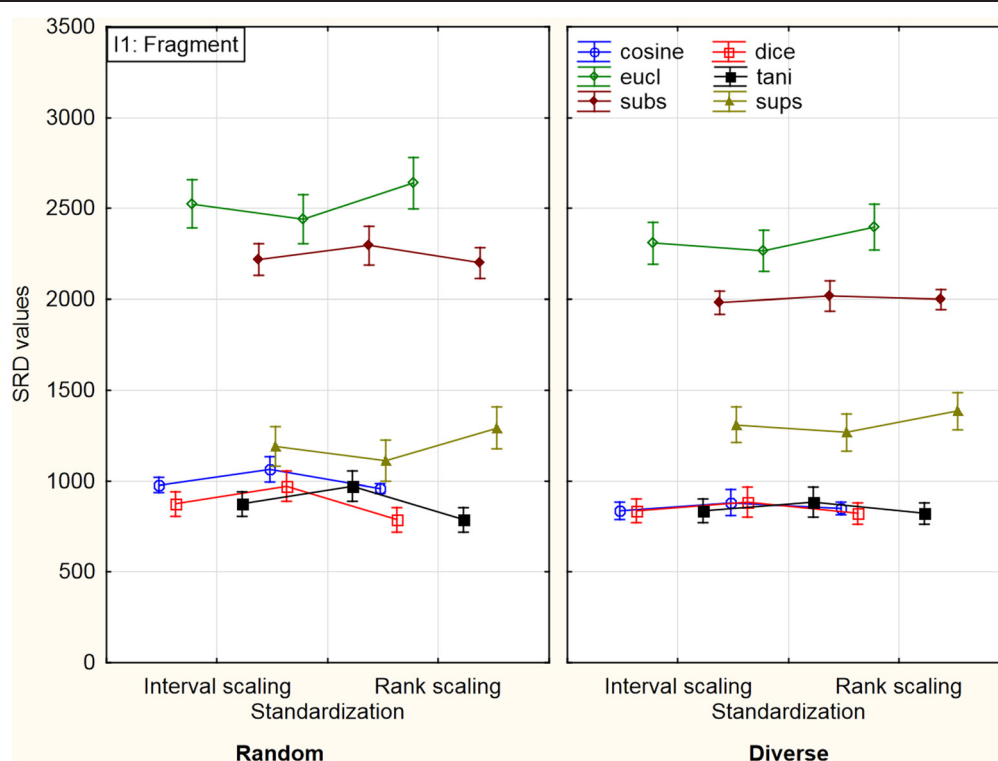 I1: Fragment
cosine
dice
eucl
tani
subs
sups
3500
3000
2500
2000
1500
1000
500
0
SRD values
Interval scaling
Rank scaling
Standardization
Interval scaling
Rank scaling
Standardization
Random
Diverse